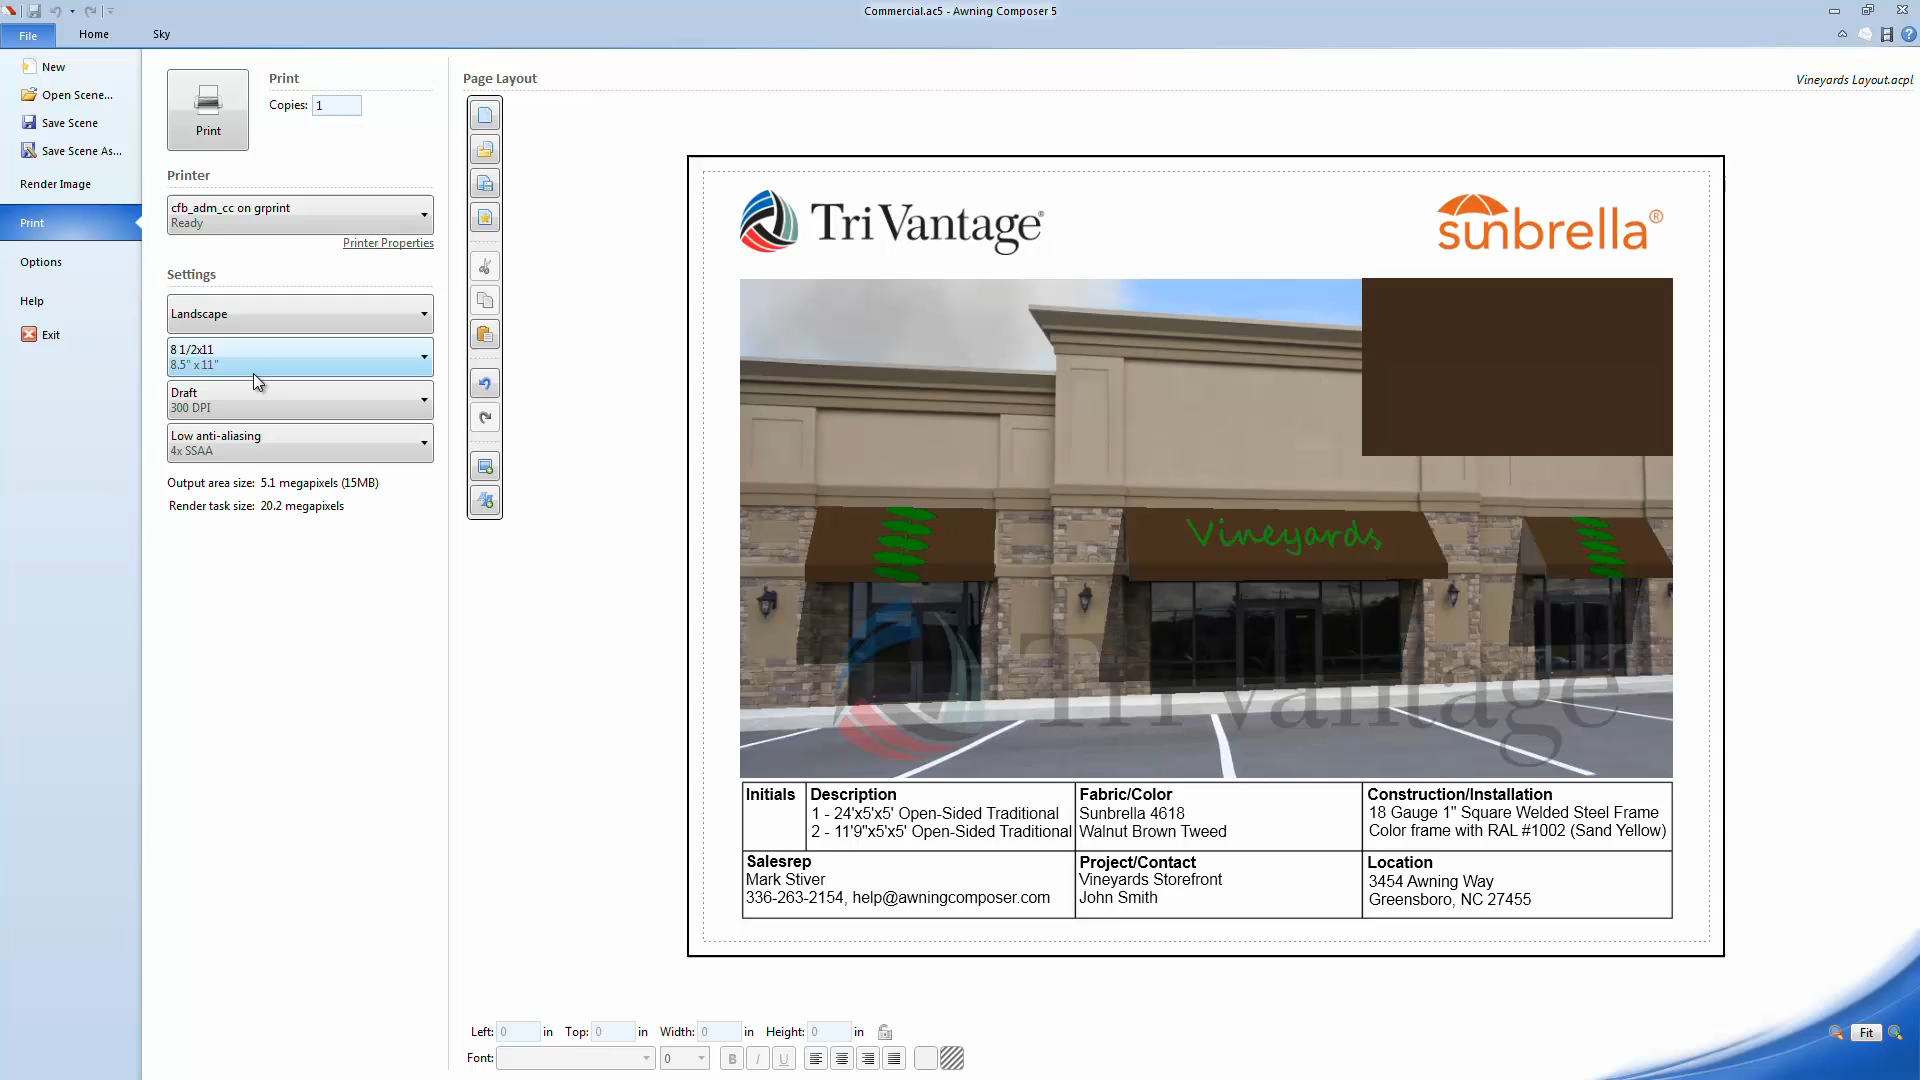 Commercial.ac5 - Awning Composer 5
File
Home
Sky
New
Open Scene...
Save Scene
Save Scene As...
Render Image
Print
Options
Help
Exit
Print
Print
Copies: 1
Printer
cfb_adm_cc on grprint
Ready
Printer Properties
Settings
Landscape
8 1/2x11
8.5" x 11"
Draft
300 DPI
Low anti-aliasing
4x SSAA
Output area size: 5.1 megapixels (15MB)
Render task size: 20.2 megapixels
Page Layout
Vineyards Layout.acpl
TriVantage®
sunbrella®
Vineyards
TriVantage
Initials
Description
1 - 24'x5'x5' Open-Sided Traditional
2 - 11'9"x5'x5' Open-Sided Traditional
Fabric/Color
Sunbrella 4618
Walnut Brown Tweed
Construction/Installation
18 Gauge 1" Square Welded Steel Frame
Color frame with RAL #1002 (Sand Yellow)
Salesrep
Mark Stiver
336-263-2154, help@awningcomposer.com
Project/Contact
Vineyards Storefront
John Smith
Location
3454 Awning Way
Greensboro, NC 27455
Left: 0 in Top: 0 in Width: 0 in Height: 0 in
Fit
Font: 0 B I U